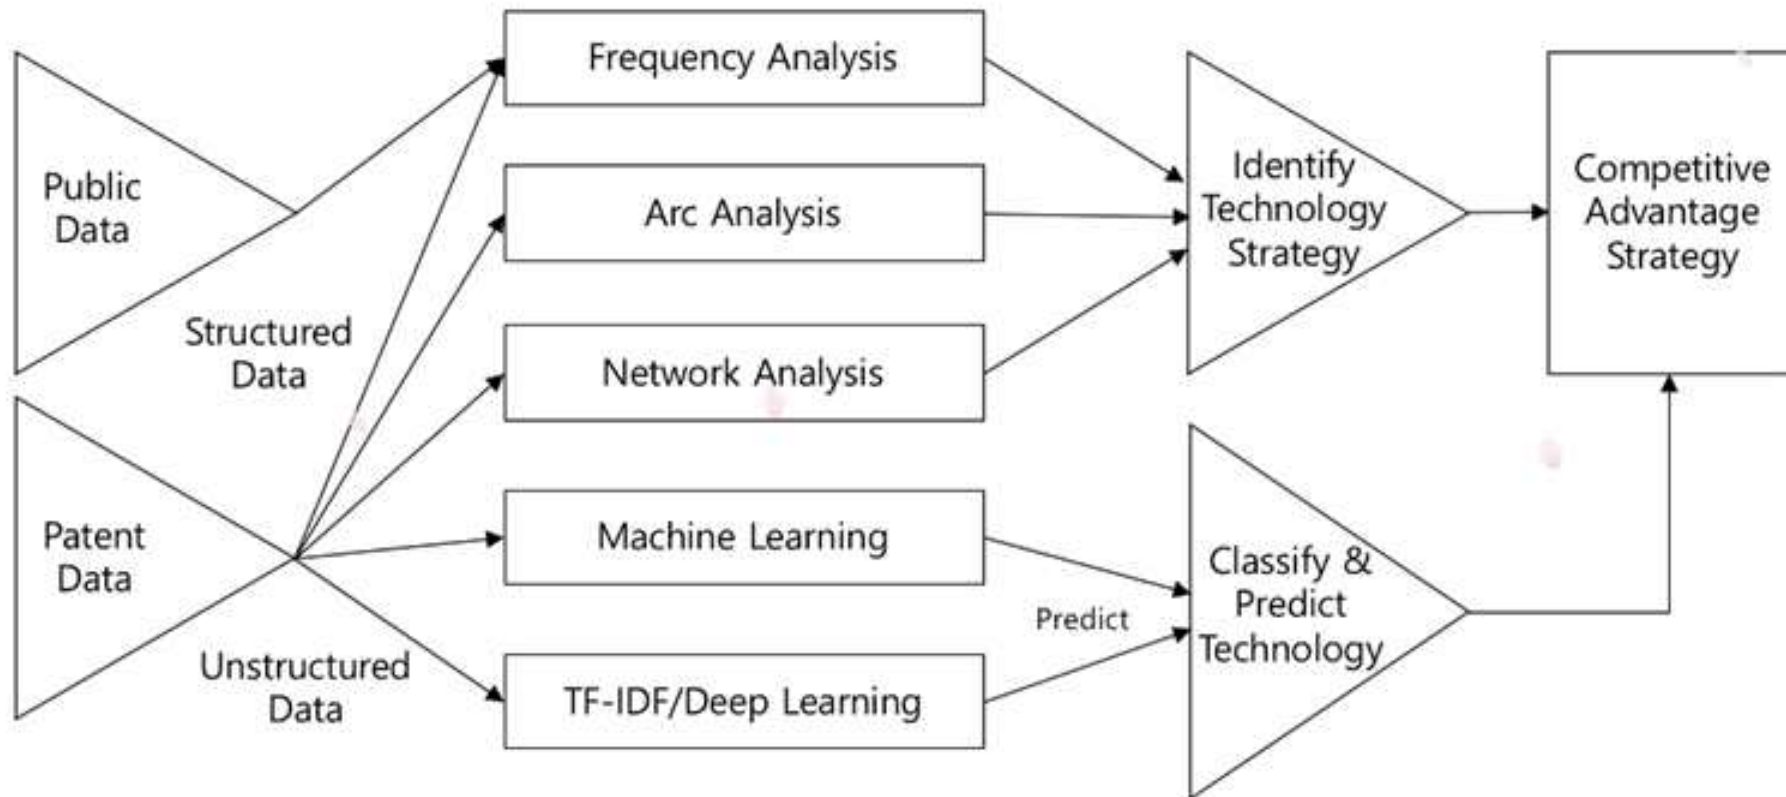 Public
Data
Structured
Data
Patent
Data
Unstructured
Data
Frequency Analysis
Arc Analysis
Network Analysis
Machine Learning
TF-IDF/Deep Learning
Predict
Identify
Technology
Strategy
Classify &
Predict
Technology
Competitive
Advantage
Strategy